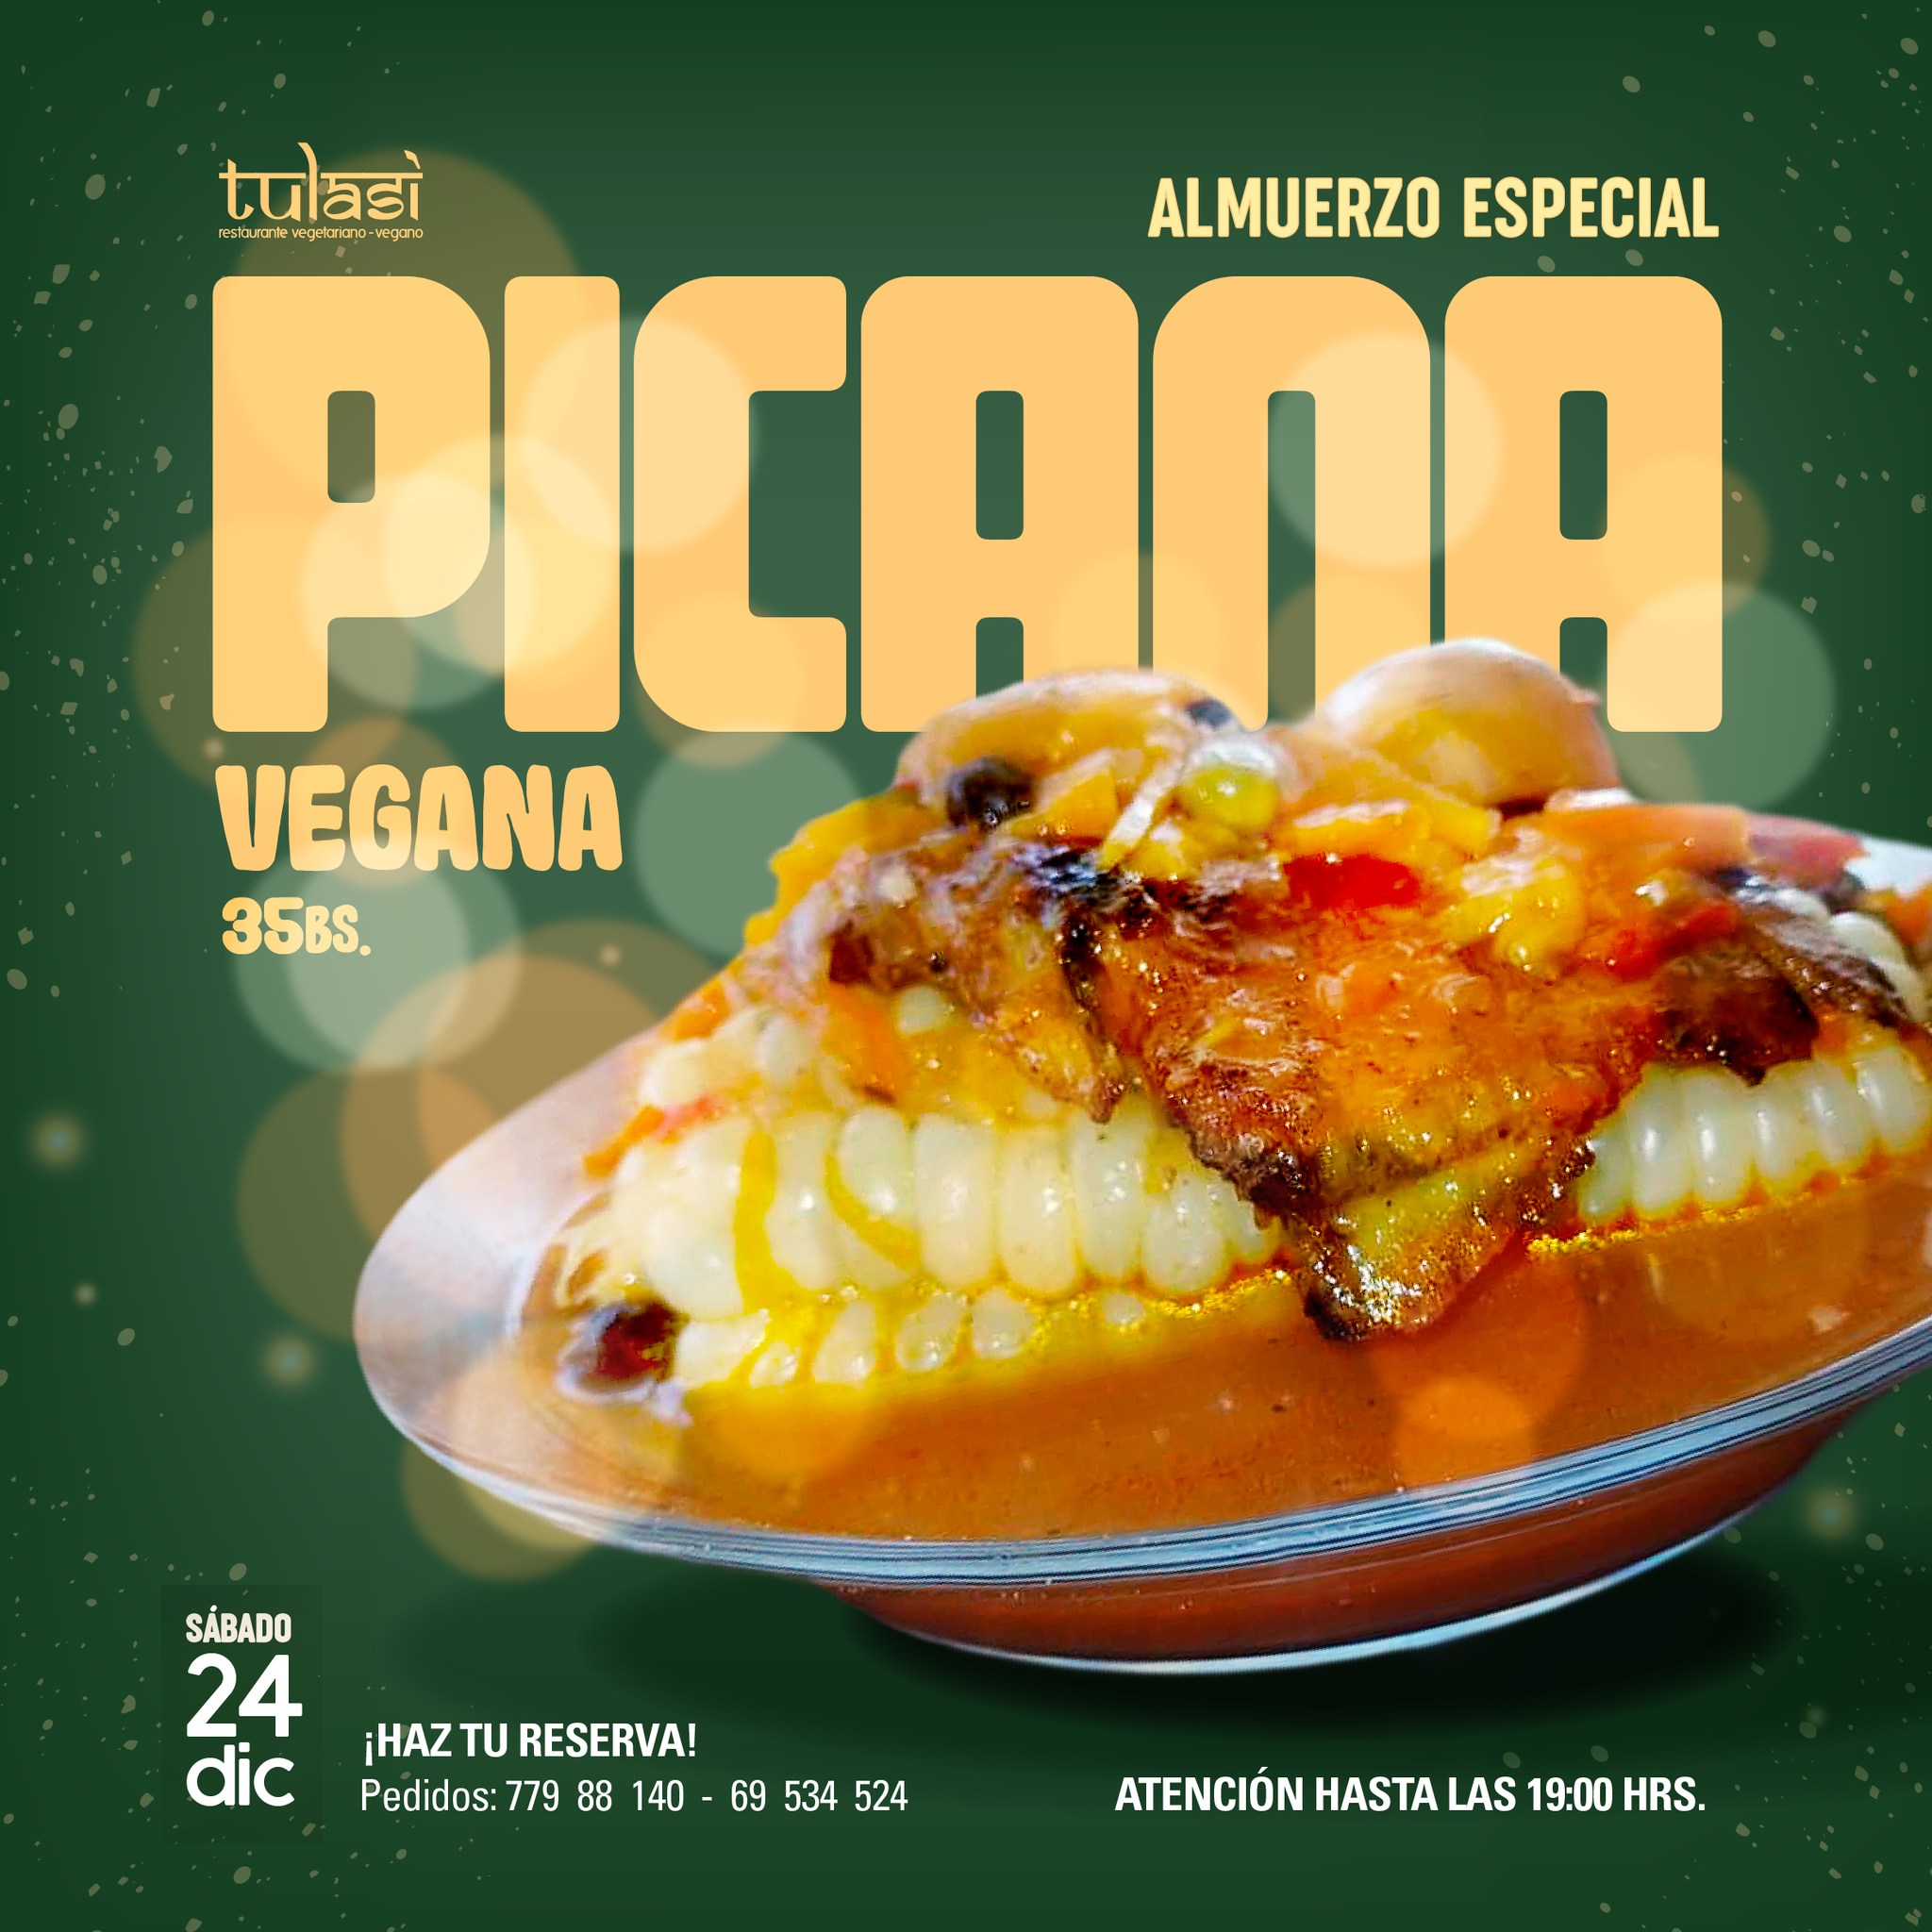 tulasì
restaurante vegetariano - vegano
ALMUERZO ESPECIAL
PICANA
VEGANA
35BS.
SÁBADO
24
dic
¡HAZ TU RESERVA!
Pedidos: 779 88 140 - 69 534 524
ATENCIÓN HASTA LAS 19:00 HRS.